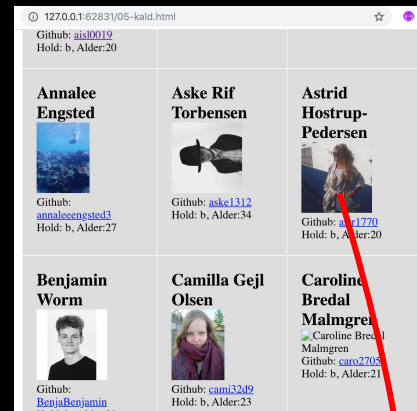 127.0.0.1:62831/05-kald.html
Github: aisl0019
Hold: b, Alder:20
Annalee
Engsted
Github:
annaleeengsted3
Hold: b, Alder:27
Aske Rif
Torbensen
Github: aske1312
Hold: b, Alder:34
Astrid
Hostrup-
Pedersen
Github:
Hold: b, Alder:20
Benjamin
Worm
Github:
BenjaBenjamin
Camilla Gejl
Olsen
Github: cami32d9
Hold: b, Alder:23
Caroline
Bredal
Malmgren
Caroline Bredal
Malmgren
Github: caro2705
Hold: b, Alder:21